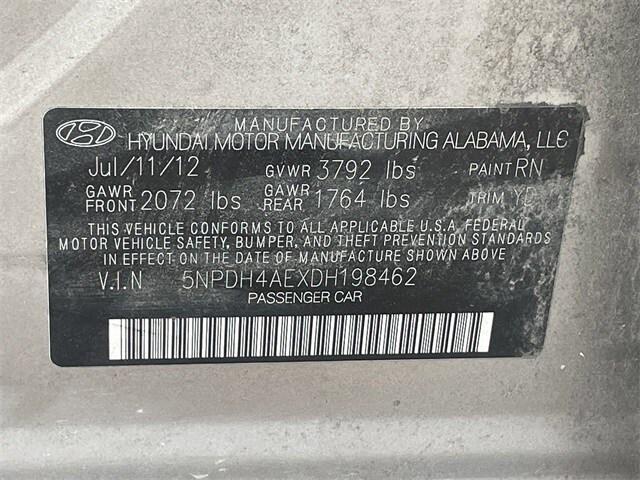 MANUFACTURED BY
HYUNDAI MOTOR MANUFACTURING ALABAMA, LLC
Jul/11/12 GVWR 3792 lbs PAINT RN
GAWR FRONT 2072 lbs GAWR REAR 1764 lbs TRIM YD
THIS VEHICLE CONFORMS TO ALL APPLICABLE U.S.A. FEDERAL
MOTOR VEHICLE SAFETY, BUMPER, AND THEFT PREVENTION STANDARDS
IN EFFECT ON THE DATE OF MANUFACTURE SHOWN ABOVE
V.I.N 5NPDH4AEXDH198462
PASSENGER CAR